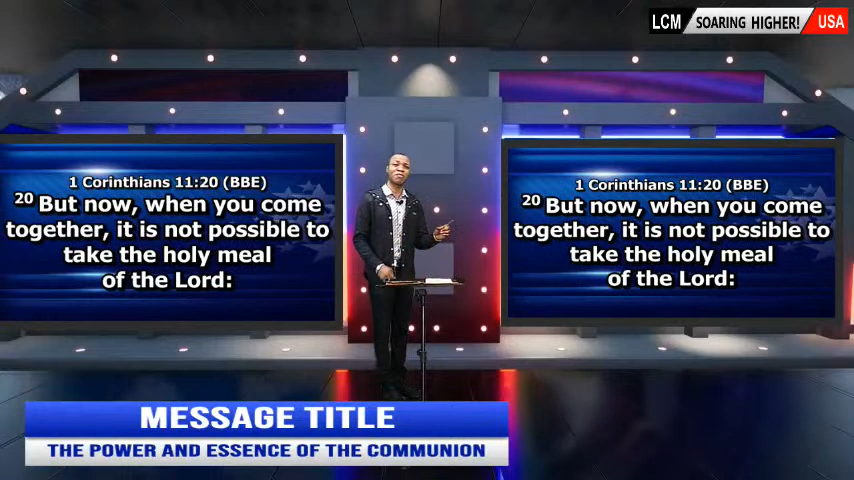 LCM SOARING HIGHER! USA
1 Corinthians 11:20 (BBE)
20 But now, when you come
together, it is not possible to
take the holy meal
of the Lord:
1 Corinthians 11:20 (BBE)
20 But now, when you come
together, it is not possible to
take the holy meal
of the Lord:
MESSAGE TITLE
THE POWER AND ESSENCE OF THE COMMUNION